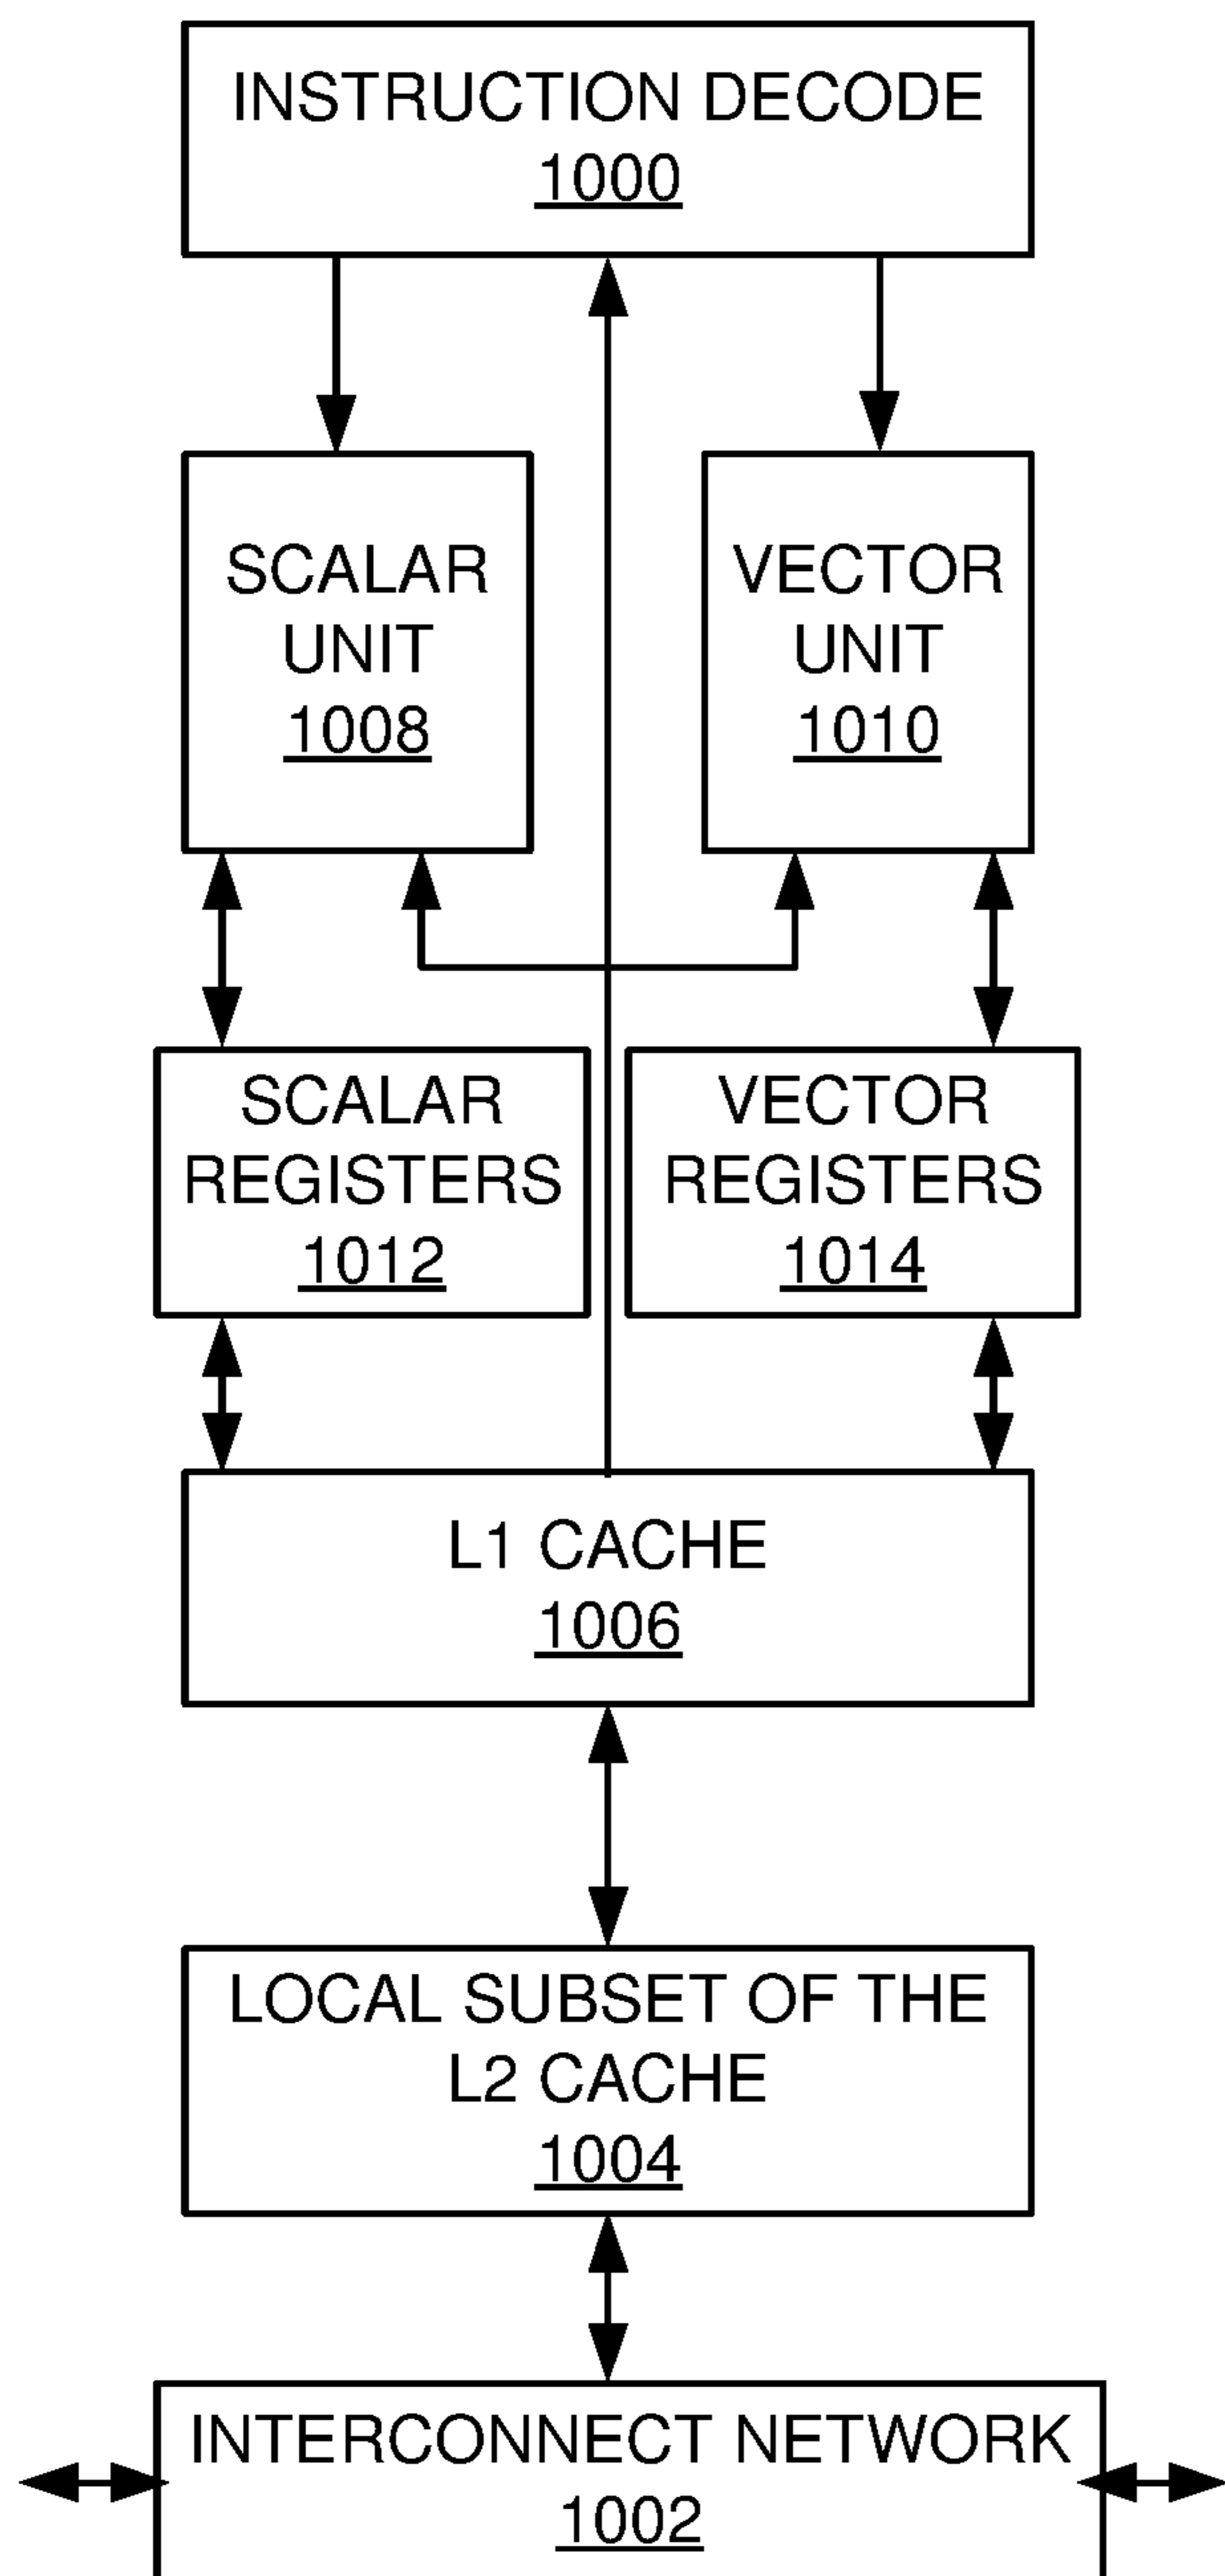 INSTRUCTION DECODE
1000
SCALAR
UNIT
1008
VECTOR
UNIT
1010
SCALAR
REGISTERS
1012
VECTOR
REGISTERS
1014
L1 CACHE
1006
LOCAL SUBSET OF THE
L2 CACHE
1004
INTERCONNECT NETWORK
1002